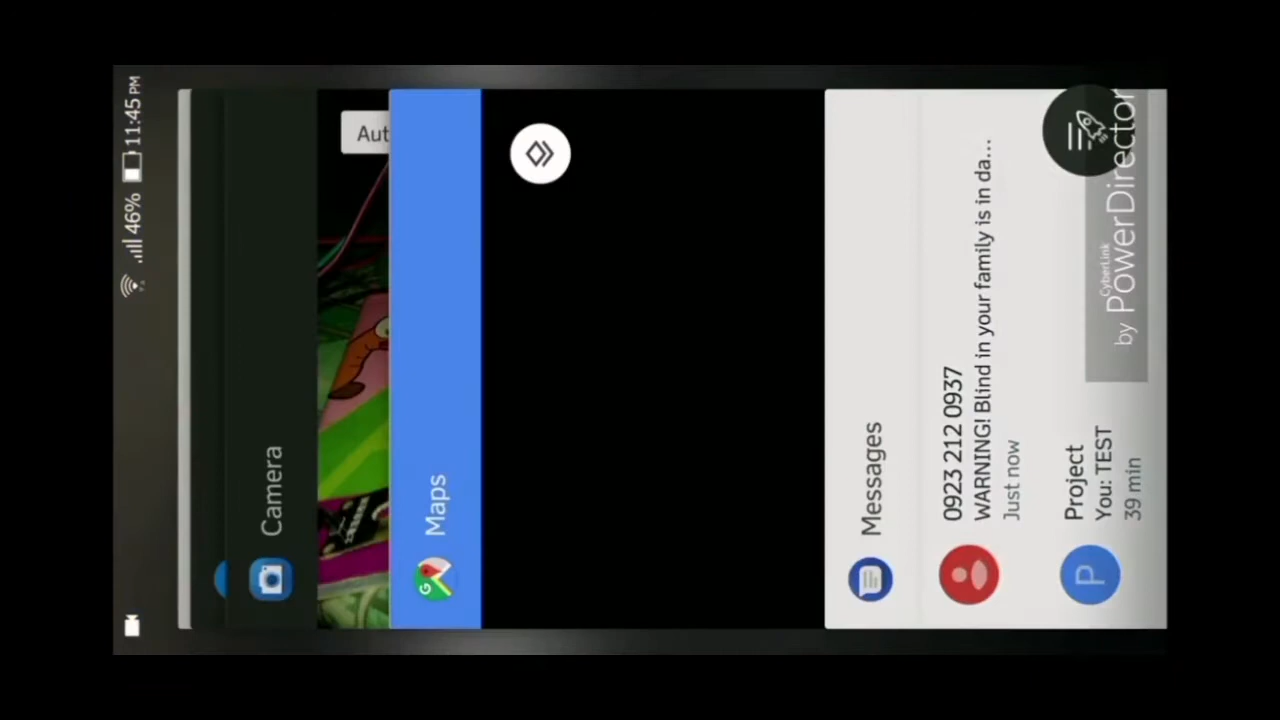 46% 11:45 PM
Camera
Aut
Maps
Messages
0923 212 0937
WARNING! Blind in your family is in da...
Just now
Project
You: TEST
39 min
P
by CyberLink PowerDirector